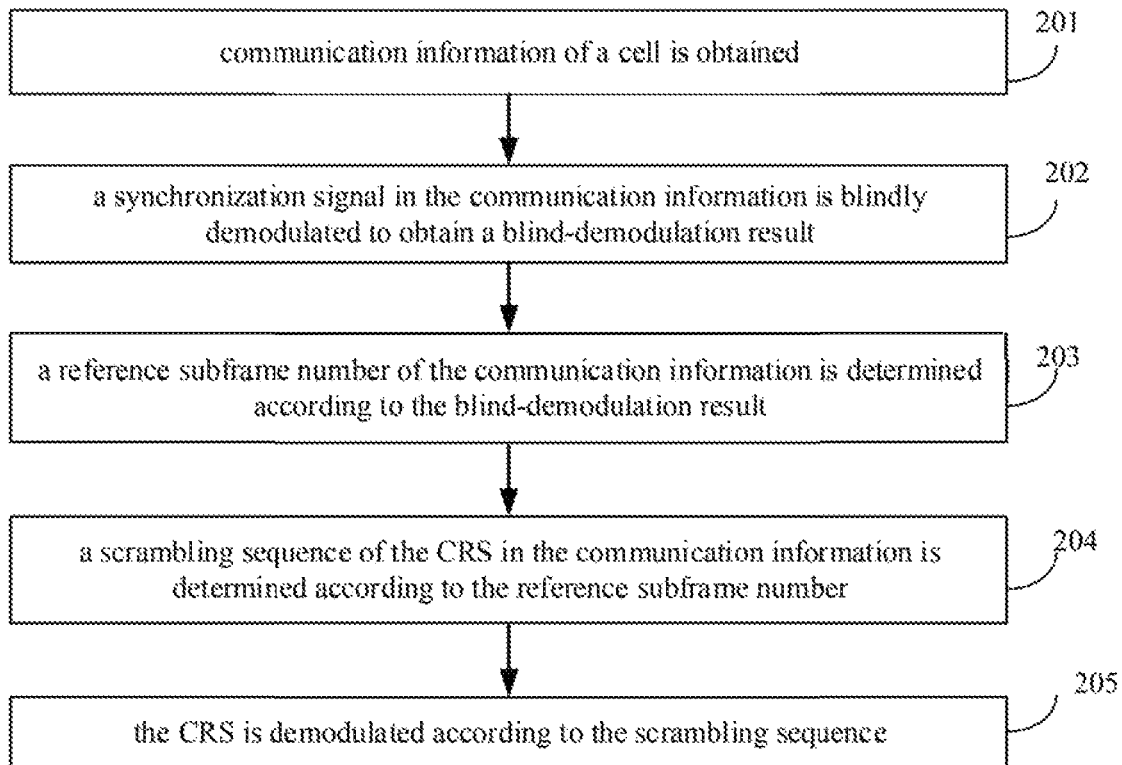 201
communication information of a cell is obtained
202
a synchronization signal in the communication information is blindly
demodulated to obtain a blind-demodulation result
203
a reference subframe number of the communication information is determined
according to the blind-demodulation result
204
a scrambling sequence of the CRS in the communication information is
determined according to the reference subframe number
205
the CRS is demodulated according to the scrambling sequence